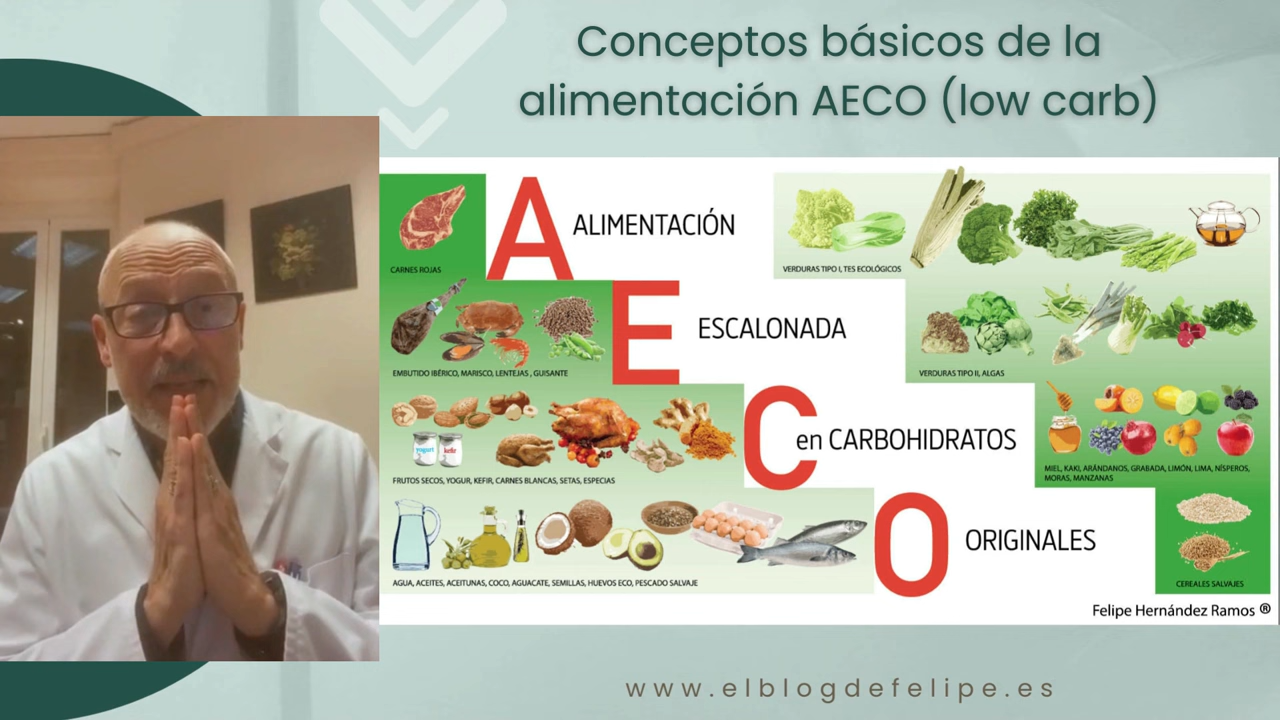 Conceptos básicos de la
alimentación AECO (low carb)
A ALIMENTACIÓN
CARNES ROJAS
VERDURAS TIPO I, TES ECOLÓGICOS
E ESCALONADA
EMBUTIDO IBÉRICO, MARISCO, LENTEJAS , GUISANTE
VERDURAS TIPO II, ALGAS
C en CARBOHIDRATOS
yogurt
kefir
FRUTOS SECOS, YOGUR, KEFIR, CARNES BLANCAS, SETAS, ESPECIAS
MIEL, KAKI, ARÁNDANOS, GRABADA, LIMÓN, LIMA, NÍSPEROS,
MORAS, MANZANAS
O ORIGINALES
AGUA, ACEITES, ACEITUNAS, COCO, AGUACATE, SEMILLAS, HUEVOS ECO, PESCADO SALVAJE
CEREALES SALVAJES
Felipe Hernández Ramos ®
www.elblogdefelipe.es